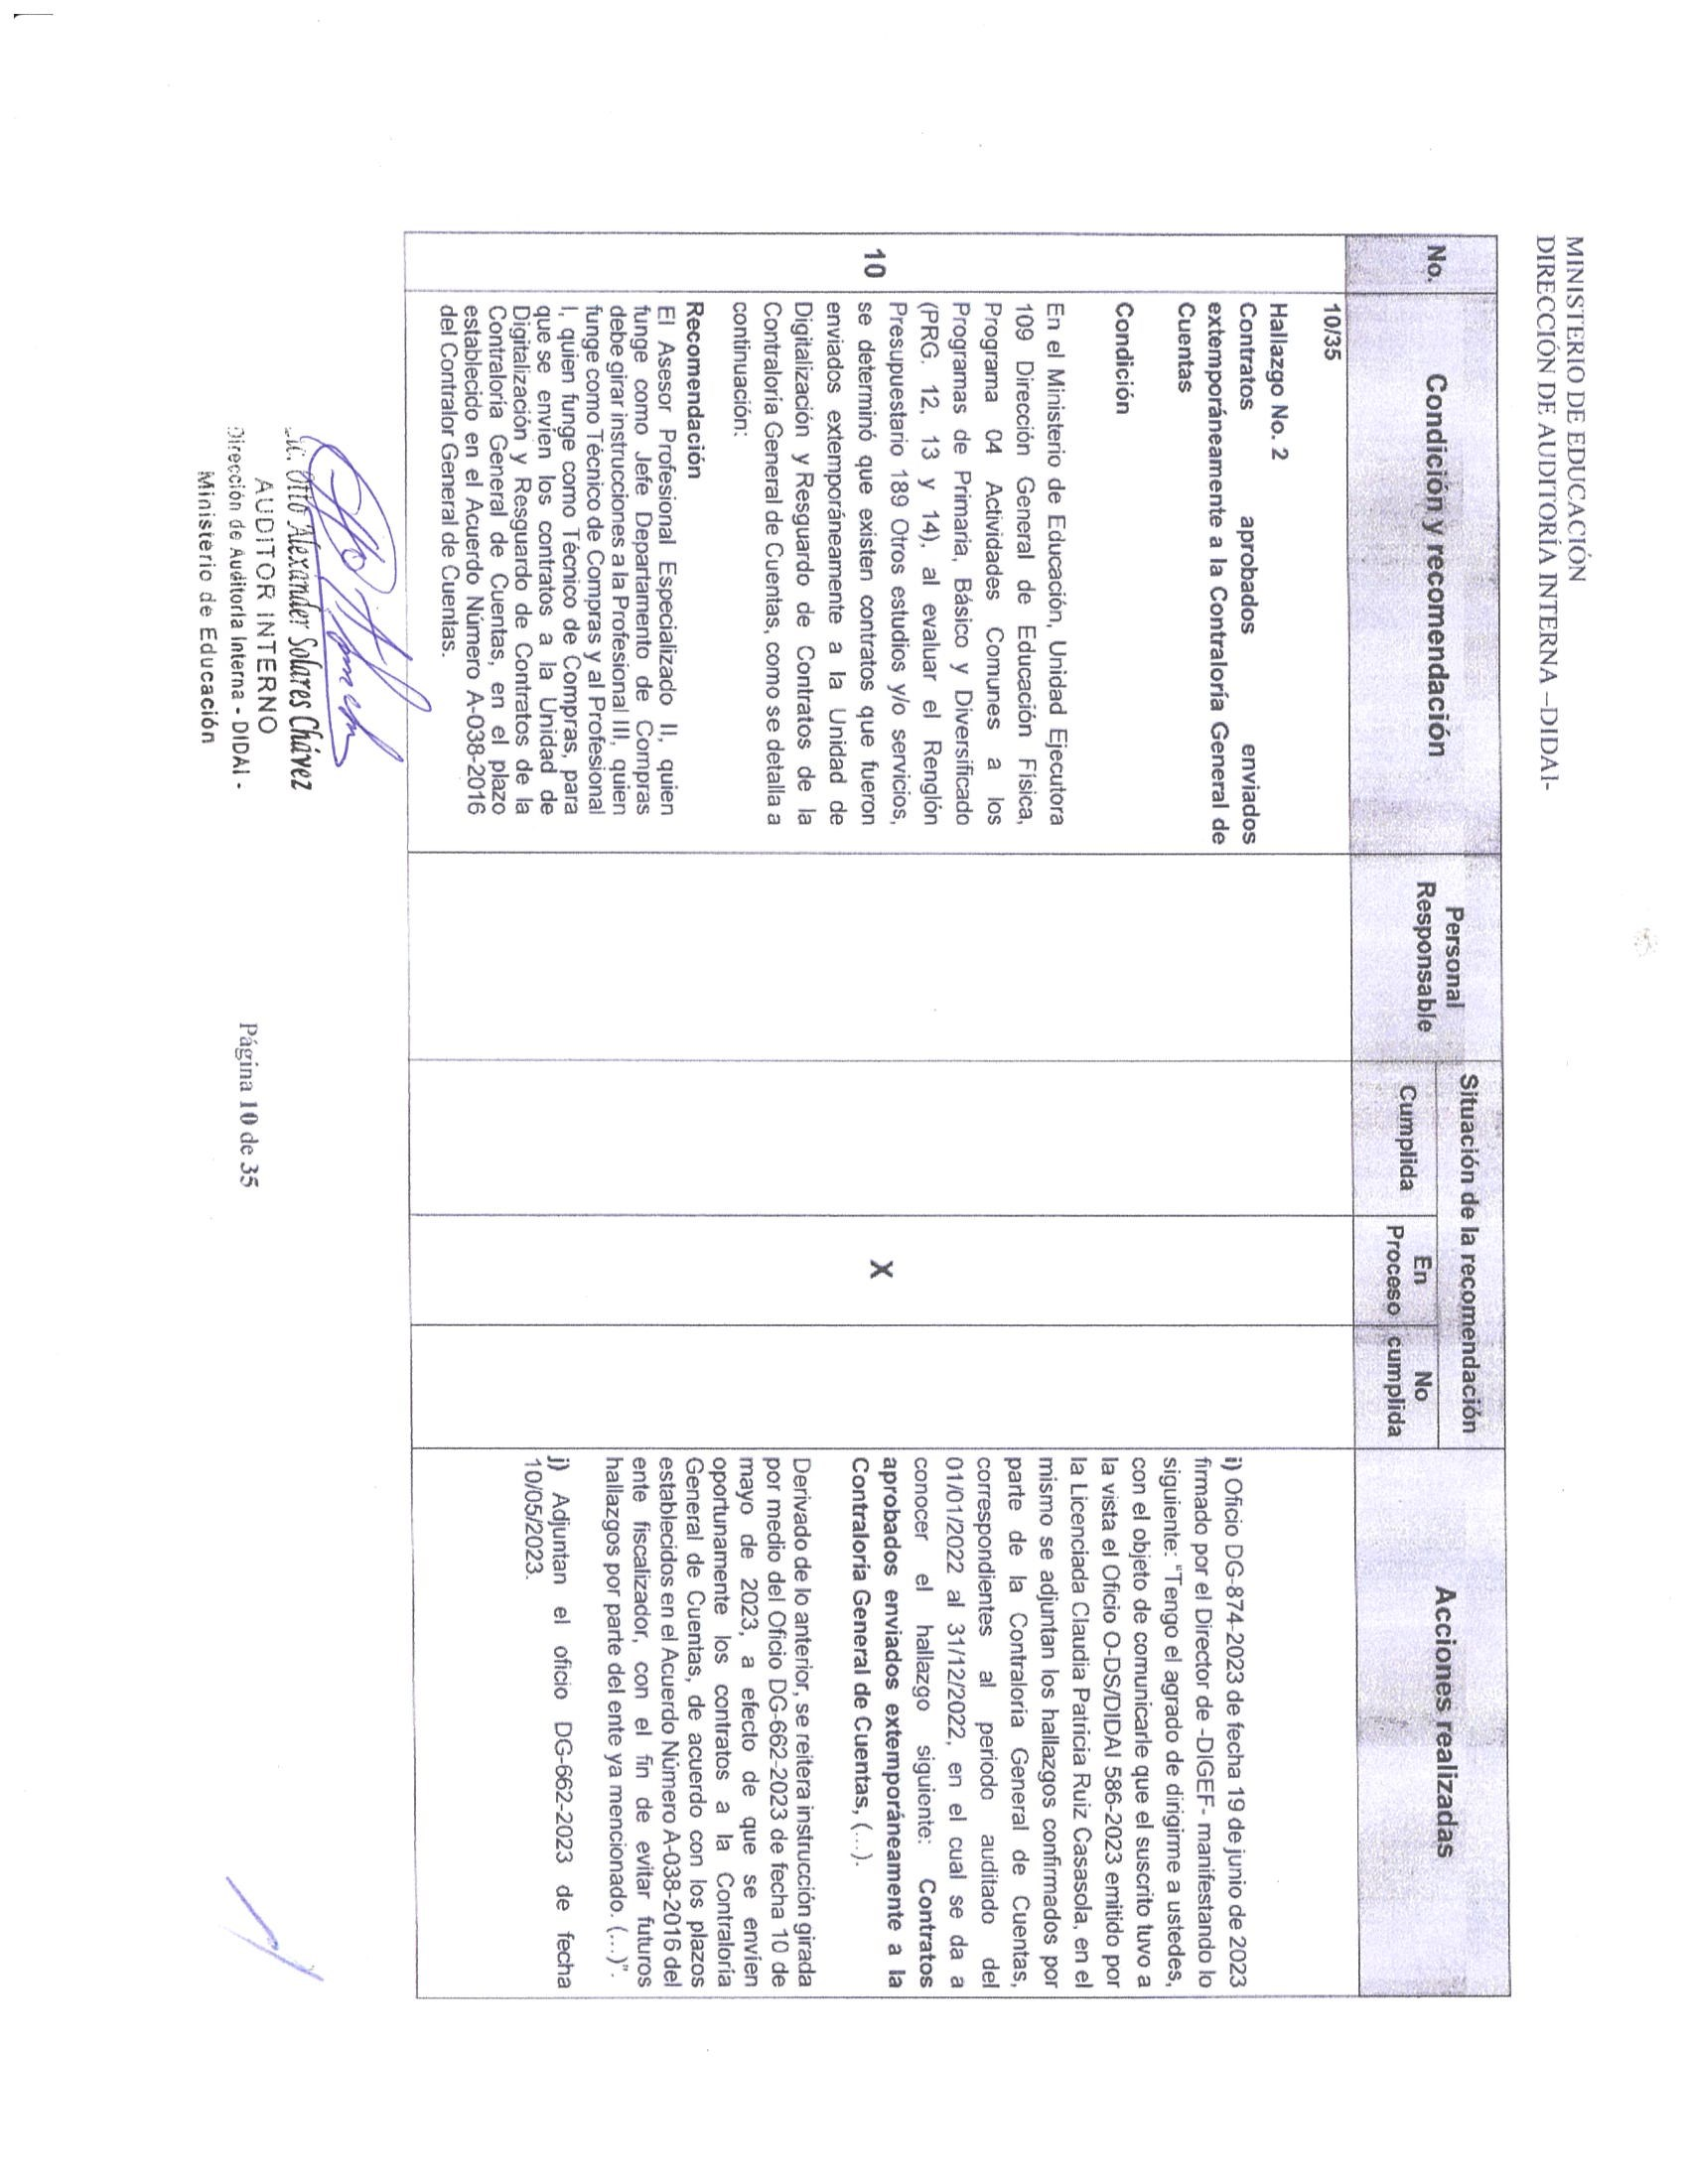 MINISTERIO DE EDUCACIÓN
DIRECCIÓN DE AUDITORÍA INTERNA –DIDAI-
No.
Condición y recomendación
Personal
Responsable
Situación de la recomendación
Cumplida
En
Proceso
No
cumplida
Acciones realizadas
10
10/35
Hallazgo No. 2
Contratos aprobados enviados
extemporáneamente a la Contraloría General de
Cuentas
Condición
En el Ministerio de Educación, Unidad Ejecutora
109 Dirección General de Educación Física,
Programa 04 Actividades Comunes a los
Programas de Primaria, Básico y Diversificado
(PRG. 12, 13 y 14), al evaluar el Renglón
Presupuestario 189 Otros estudios y/o servicios,
se determinó que existen contratos que fueron
enviados extemporáneamente a la Unidad de
Digitalización y Resguardo de Contratos de la
Contraloría General de Cuentas, como se detalla a
continuación:
Recomendación
El Asesor Profesional Especializado II, quien
funge como Jefe Departamento de Compras
debe girar instrucciones a la Profesional III, quien
funge como Técnico de Compras y al Profesional
I, quien funge como Técnico de Compras, para
que se envíen los contratos a la Unidad de
Digitalización y Resguardo de Contratos de la
Contraloría General de Cuentas, en el plazo
establecido en el Acuerdo Número A-038-2016
del Contralor General de Cuentas.
X
i) Oficio DG-874-2023 de fecha 19 de junio de 2023
firmado por el Director de -DIGEF- manifestando lo
siguiente: "Tengo el agrado de dirigirme a ustedes,
con el objeto de comunicarle que el suscrito tuvo a
la vista el Oficio O-DS/DIDAI 586-2023 emitido por
la Licenciada Claudia Patricia Ruiz Casasola, en el
mismo se adjuntan los hallazgos confirmados por
parte de la Contraloría General de Cuentas,
correspondientes al periodo auditado del
01/01/2022 al 31/12/2022, en el cual se da a
conocer el hallazgo siguiente: Contratos
aprobados enviados extemporáneamente a la
Contraloría General de Cuentas, (...).
Derivado de lo anterior, se reitera instrucción girada
por medio del Oficio DG-662-2023 de fecha 10 de
mayo de 2023, a efecto de que se envíen
oportunamente los contratos a la Contraloría
General de Cuentas, de acuerdo con los plazos
establecidos en el Acuerdo Número A-038-2016 del
ente fiscalizador, con el fin de evitar futuros
hallazgos por parte del ente ya mencionado. (...)".
j) Adjuntan el oficio DG-662-2023 de fecha
10/05/2023.
Lic. Otto Alexander Solares Chávez
AUDITOR INTERNO
Dirección de Auditoría Interna - DIDAI -
Ministerio de Educación
Página 10 de 35